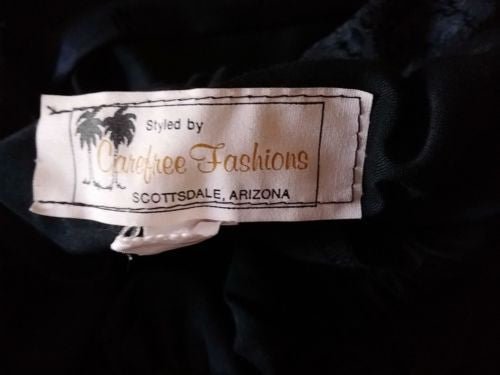 Styled by
Carefree Fashions
SCOTTSDALE, ARIZONA